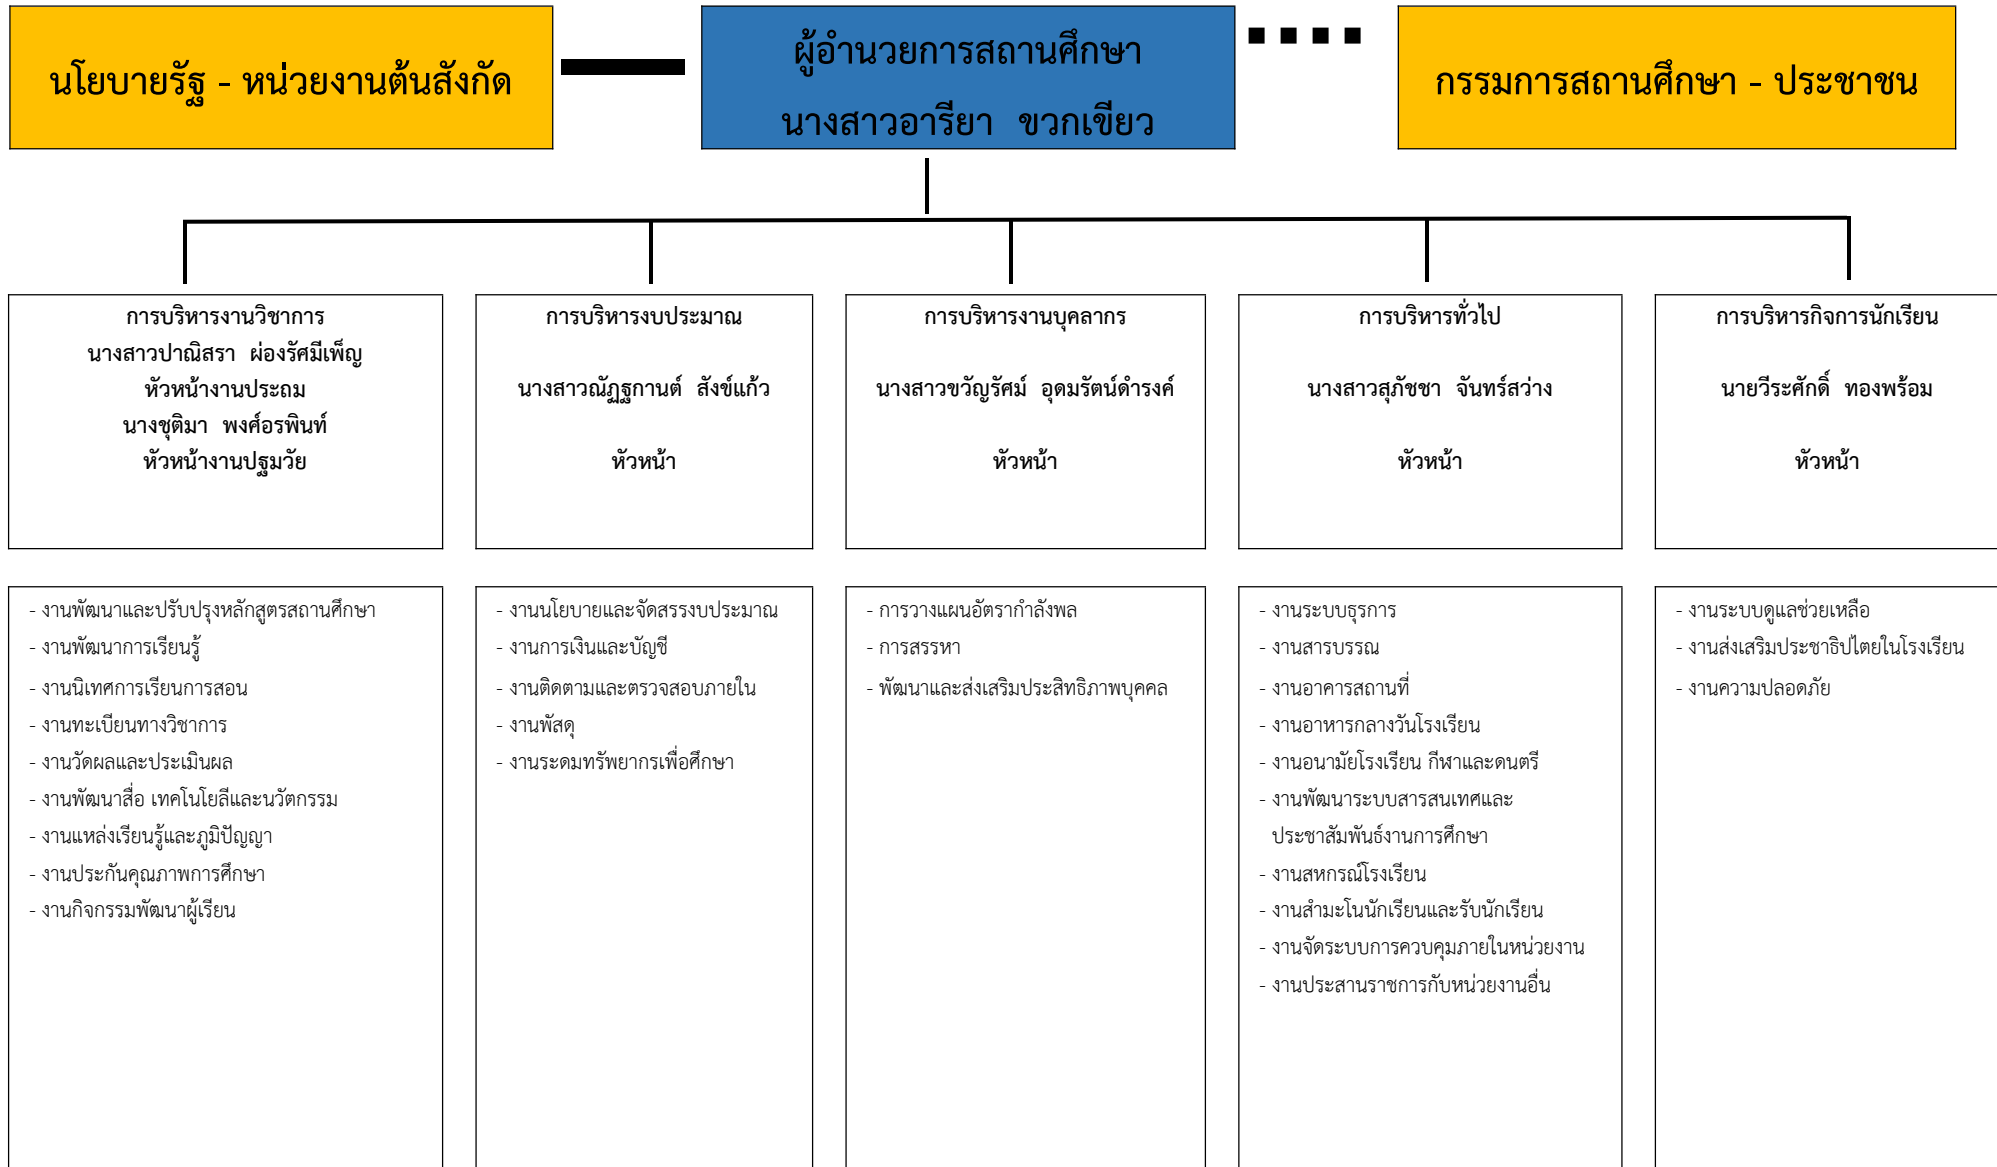 นโยบายรัฐ - หน่วยงานต้นสังกัด
ผู้อำนวยการสถานศึกษา
นางสาวอารียา ขวกเขียว
กรรมการสถานศึกษา - ประชาชน
การบริหารงานวิชาการ
นางสาวปาณิสรา ผ่องรัศมีเพ็ญ
หัวหน้างานประถม
นางชุติมา พงศ์อรพินท์
หัวหน้างานปฐมวัย
การบริหารงบประมาณ
นางสาวณัฏฐกานต์ สังข์แก้ว
หัวหน้า
การบริหารงานบุคลากร
นางสาวขวัญรัศม์ อุดมรัตน์ดำรงค์
หัวหน้า
การบริหารทั่วไป
นางสาวสุภัชชา จันทร์สว่าง
หัวหน้า
การบริหารกิจการนักเรียน
นายวีระศักดิ์ ทองพร้อม
หัวหน้า
- งานพัฒนาและปรับปรุงหลักสูตรสถานศึกษา
- งานพัฒนาการเรียนรู้
- งานนิเทศการเรียนการสอน
- งานทะเบียนทางวิชาการ
- งานวัดผลและประเมินผล
- งานพัฒนาสื่อ เทคโนโยลีและนวัตกรรม
- งานแหล่งเรียนรู้และภูมิปัญญา
- งานประกันคุณภาพการศึกษา
- งานกิจกรรมพัฒนาผู้เรียน
- งานนโยบายและจัดสรรงบประมาณ
- งานการเงินและบัญชี
- งานติดตามและตรวจสอบภายใน
- งานพัสดุ
- งานระดมทรัพยากรเพื่อศึกษา
- การวางแผนอัตรากำลังพล
- การสรรหา
- พัฒนาและส่งเสริมประสิทธิภาพบุคคล
- งานระบบธุรการ
- งานสารบรรณ
- งานอาคารสถานที่
- งานอาหารกลางวันโรงเรียน
- งานอนามัยโรงเรียน กีฬาและดนตรี
- งานพัฒนาระบบสารสนเทศและ
ประชาสัมพันธ์งานการศึกษา
- งานสหกรณ์โรงเรียน
- งานสำมะโนนักเรียนและรับนักเรียน
- งานจัดระบบการควบคุมภายในหน่วยงาน
- งานประสานราชการกับหน่วยงานอื่น
- งานระบบดูแลช่วยเหลือ
- งานส่งเสริมประชาธิปไตยในโรงเรียน
- งานความปลอดภัย